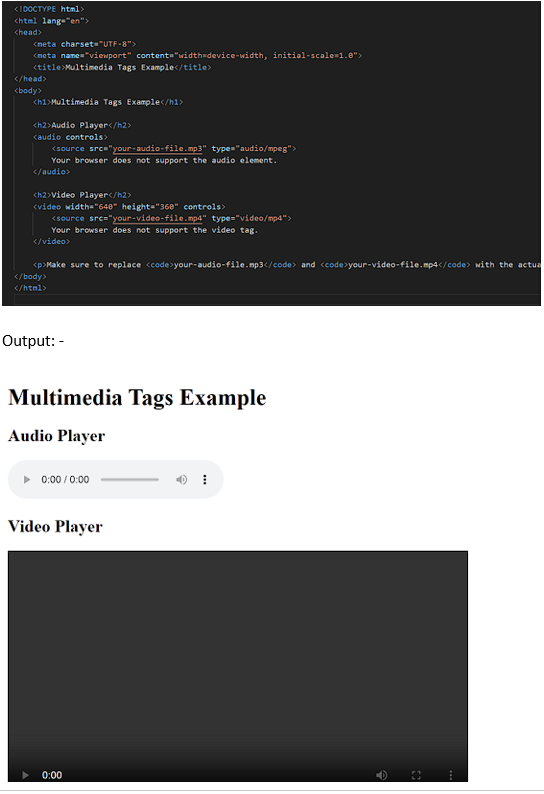 <!DOCTYPE html>
<html lang="en">
<head>
<meta charset="UTF-8">
<meta name="viewport" content="width=device-width, initial-scale=1.0">
<title>Multimedia Tags Example</title>
</head>
<body>
<h1>Multimedia Tags Example</h1>
<h2>Audio Player</h2>
<audio controls>
<source src="your-audio-file.mp3" type="audio/mpeg">
Your browser does not support the audio element.
</audio>
<h2>Video Player</h2>
<video width="640" height="360" controls>
<source src="your-video-file.mp4" type="video/mp4">
Your browser does not support the video tag.
</video>
<p>Make sure to replace <code>your-audio-file.mp3</code> and <code>your-video-file.mp4</code> with the actua
</body>
</html>
Output: -
Multimedia Tags Example
Audio Player
0:00 / 0:00
Video Player
0:00